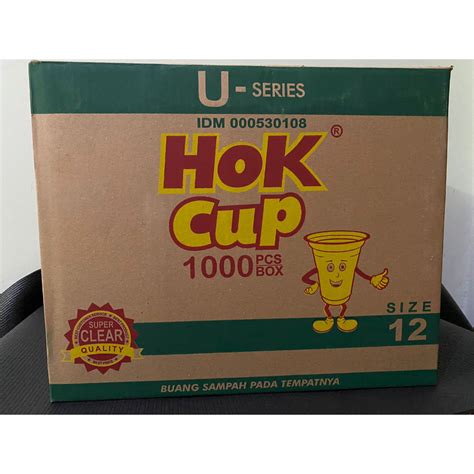 U - SERIES
IDM 000530108
HoK ®
Cup
1000 PCS BOX
SUPER
CLEAR
QUALITY
SIZE
12
BUANG SAMPAH PADA TEMPATNYA